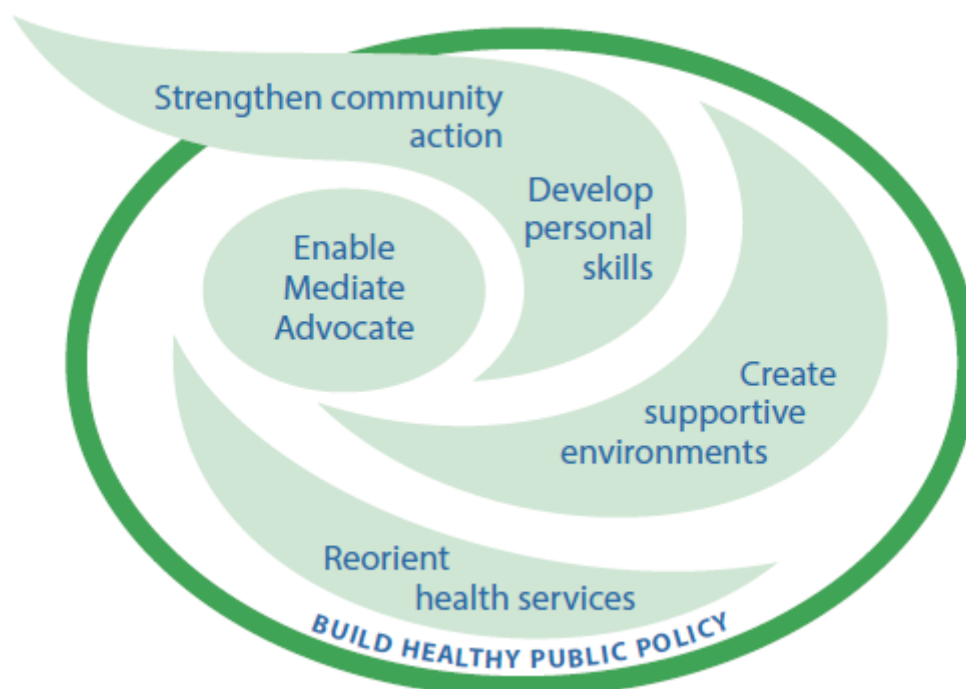 Strengthen community
action
Develop
personal
skills
Enable
Mediate
Advocate
Create
supportive
environments
Reorient
health services
BUILD HEALTHY PUBLIC POLICY